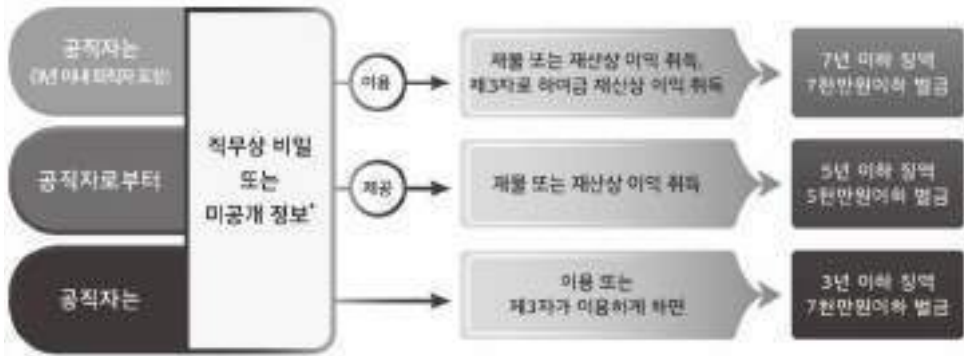 공직자는
(3년 이내 퇴직자 포함)
공직자로부터
공직자는
직무상 비밀
또는
미공개 정보*
이용
제공
재물 또는 재산상 이익 취득,
제3자로 하여금 재산상 이익 취득
재물 또는 재산상 이익 취득
이용 또는
제3자가 이용하게 하면
7년 이하 징역
7천만원이하 벌금
5년 이하 징역
5천만원이하 벌금
3년 이하 징역
7천만원이하 벌금